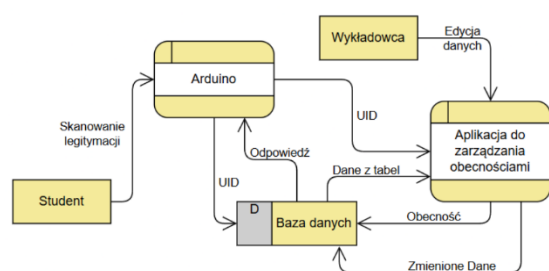 Wykładowca
Edycja
danych
Arduino
Skanowanie
legitymacji
UID
Aplikacja do
zarządzania
obecnościami
Odpowiedź
Student
UID
Dane z tabel
D
Baza danych
Obecność
Zmienione Dane